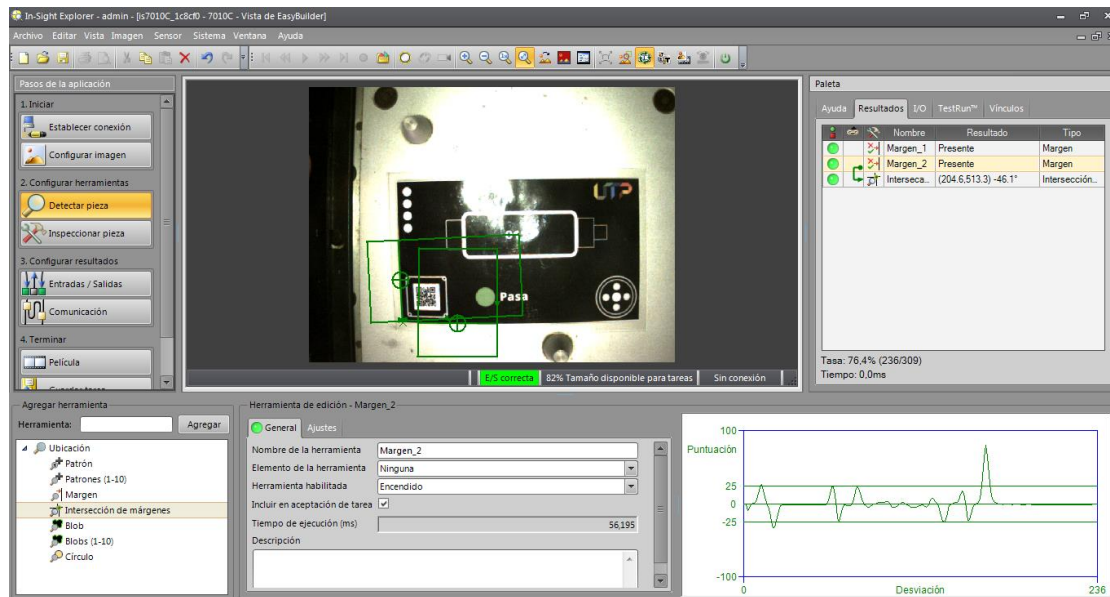 In-Sight Explorer - admin - [is7010C_1c8cf0 - 7010C - Vista de EasyBuilder]
Archivo Editar Vista Imagen Sensor Sistema Ventana Ayuda
Pasos de la aplicación
1. Iniciar
Establecer conexión
Configurar imagen
2. Configurar herramientas
Detectar pieza
Inspeccionar pieza
3. Configurar resultados
Entradas / Salidas
Comunicación
4. Terminar
Película
UTP
Pasa
E/S correcta 82% Tamaño disponible para tareas Sin conexión
Paleta
Ayuda Resultados I/O TestRun™ Vínculos
Nombre Resultado Tipo
Margen_1 Presente Margen
Margen_2 Presente Margen
Interseca... (204.6,513.3) -46.1° Intersección...
Tasa: 76,4% (236/309)
Tiempo: 0,0ms
Agregar herramienta
Herramienta: Agregar
Ubicación
Patrón
Patrones (1-10)
Margen
Intersección de márgenes
Blob
Blobs (1-10)
Círculo
Herramienta de edición - Margen_2
General Ajustes
Nombre de la herramienta Margen_2
Elemento de la herramienta Ninguna
Herramienta habilitada Encendido
Incluir en aceptación de tarea
Tiempo de ejecución (ms) 56,195
Descripción
100
Puntuación
25
0
-25
-100
0 Desviación 236